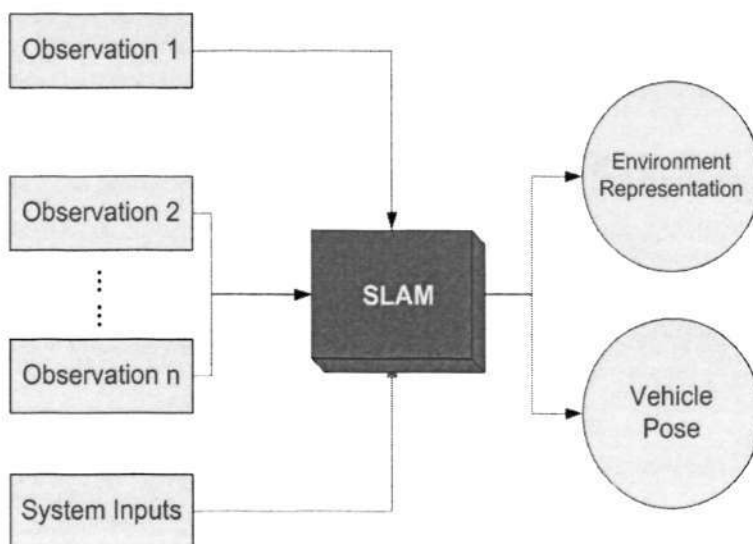 Observation 1
Observation 2
Observation n
System Inputs
SLAM
Environment
Representation
Vehicle
Pose